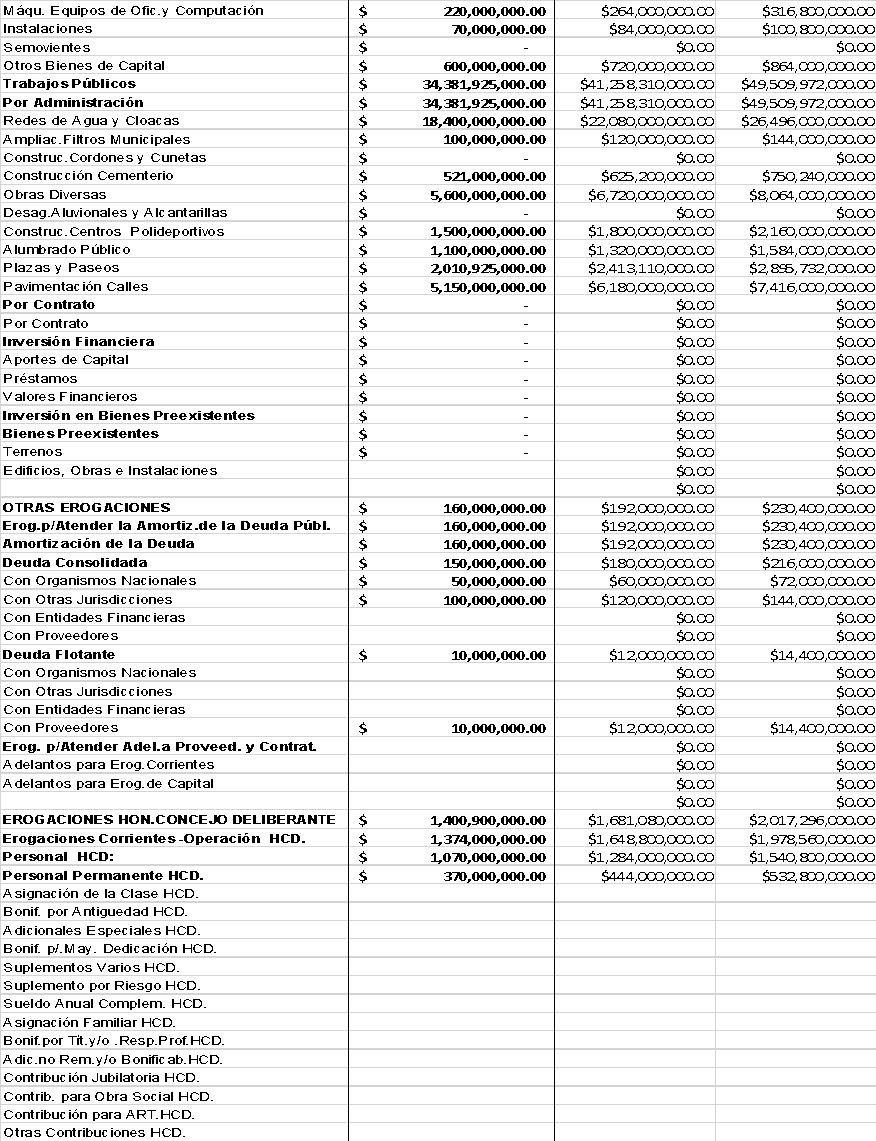 Máqu. Equipos de Ofic.y Computación $ 220,000,000.00 $264,000,000.00 $316,800,000.00
Instalaciones $ 70,000,000.00 $84,000,000.00 $100,800,000.00
Semovientes $ - $0.00 $0.00
Otros Bienes de Capital $ 600,000,000.00 $720,000,000.00 $864,000,000.00
Trabajos Públicos $ 34,381,925,000.00 $41,258,310,000.00 $49,509,972,000.00
Por Administración $ 34,381,925,000.00 $41,258,310,000.00 $49,509,972,000.00
Redes de Agua y Cloacas $ 18,400,000,000.00 $22,080,000,000.00 $26,496,000,000.00
Ampliac.Filtros Municipales $ 100,000,000.00 $120,000,000.00 $144,000,000.00
Construc.Cordones y Cunetas $ - $0.00 $0.00
Construcción Cementerio $ 521,000,000.00 $625,200,000.00 $750,240,000.00
Obras Diversas $ 5,600,000,000.00 $6,720,000,000.00 $8,064,000,000.00
Desag.Aluvionales y Alcantarillas $ - $0.00 $0.00
Construc.Centros Polideportivos $ 1,500,000,000.00 $1,800,000,000.00 $2,160,000,000.00
Alumbrado Público $ 1,100,000,000.00 $1,320,000,000.00 $1,584,000,000.00
Plazas y Paseos $ 2,010,925,000.00 $2,413,110,000.00 $2,895,732,000.00
Pavimentación Calles $ 5,150,000,000.00 $6,180,000,000.00 $7,416,000,000.00
Por Contrato $ - $0.00 $0.00
Por Contrato $ - $0.00 $0.00
Inversión Financiera $ - $0.00 $0.00
Aportes de Capital $ - $0.00 $0.00
Préstamos $ - $0.00 $0.00
Valores Financieros $ - $0.00 $0.00
Inversión en Bienes Preexistentes $ - $0.00 $0.00
Bienes Preexistentes $ - $0.00 $0.00
Terrenos $ - $0.00 $0.00
Edificios, Obras e Instalaciones $0.00 $0.00
$0.00 $0.00
OTRAS EROGACIONES $ 160,000,000.00 $192,000,000.00 $230,400,000.00
Erog.p/Atender la Amortiz.de la Deuda Públ. $ 160,000,000.00 $192,000,000.00 $230,400,000.00
Amortización de la Deuda $ 160,000,000.00 $192,000,000.00 $230,400,000.00
Deuda Consolidada $ 150,000,000.00 $180,000,000.00 $216,000,000.00
Con Organismos Nacionales $ 50,000,000.00 $60,000,000.00 $72,000,000.00
Con Otras Jurisdicciones $ 100,000,000.00 $120,000,000.00 $144,000,000.00
Con Entidades Financieras $0.00 $0.00
Con Proveedores $0.00 $0.00
Deuda Flotante $ 10,000,000.00 $12,000,000.00 $14,400,000.00
Con Organismos Nacionales $0.00 $0.00
Con Otras Jurisdicciones $0.00 $0.00
Con Entidades Financieras $0.00 $0.00
Con Proveedores $ 10,000,000.00 $12,000,000.00 $14,400,000.00
Erog. p/Atender Adel.a Proveed. y Contrat. $0.00 $0.00
Adelantos para Erog.Corrientes $0.00 $0.00
Adelantos para Erog.de Capital $0.00 $0.00
$0.00 $0.00
EROGACIONES HON.CONCEJO DELIBERANTE $ 1,400,900,000.00 $1,681,080,000.00 $2,017,296,000.00
Erogaciones Corrientes-Operación HCD. $ 1,374,000,000.00 $1,648,800,000.00 $1,978,560,000.00
Personal HCD: $ 1,070,000,000.00 $1,284,000,000.00 $1,540,800,000.00
Personal Permanente HCD. $ 370,000,000.00 $444,000,000.00 $532,800,000.00
Asignación de la Clase HCD.
Bonif. por Antiguedad HCD.
Adicionales Especiales HCD.
Bonif. p/.May. Dedicación HCD.
Suplementos Varios HCD.
Suplemento por Riesgo HCD.
Sueldo Anual Complem. HCD.
Asignación Familiar HCD.
Bonif.por Tít.y/o .Resp.Prof.HCD.
Adic.no Rem.y/o Bonificab.HCD.
Contribución Jubilatoria HCD.
Contrib. para Obra Social HCD.
Contribución para ART.HCD.
Otras Contribuciones HCD.